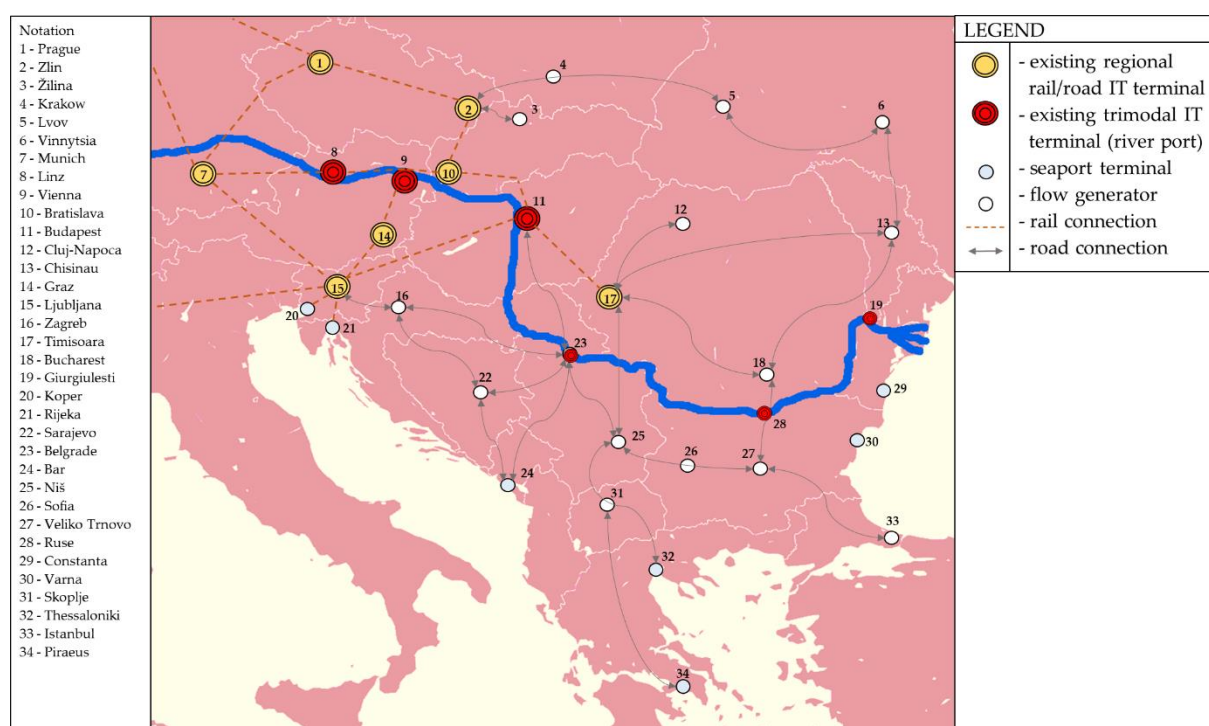 Notation
1 - Prague
2 - Zlin
3 - Žilina
4 - Krakow
5 - Lvov
6 - Vinnytsia
7 - Munich
8 - Linz
9 - Vienna
10 - Bratislava
11 - Budapest
12 - Cluj-Napoca
13 - Chisinau
14 - Graz
15 - Ljubljana
16 - Zagreb
17 - Timisoara
18 - Bucharest
19 - Giurgiulesti
20 - Koper
21 - Rijeka
22 - Sarajevo
23 - Belgrade
24 - Bar
25 - Niš
26 - Sofia
27 - Veliko Trnovo
28 - Ruse
29 - Constanta
30 - Varna
31 - Skoplje
32 - Thessaloniki
33 - Istanbul
34 - Piraeus
1
2
3
4
5
6
7
8
9
10
11
12
13
14
15
16
17
18
19
20
21
22
23
24
25
26
27
28
29
30
31
32
33
34
LEGEND
- existing regional
rail/road IT terminal
- existing trimodal IT
terminal (river port)
- seaport terminal
- flow generator
- rail connection
- road connection